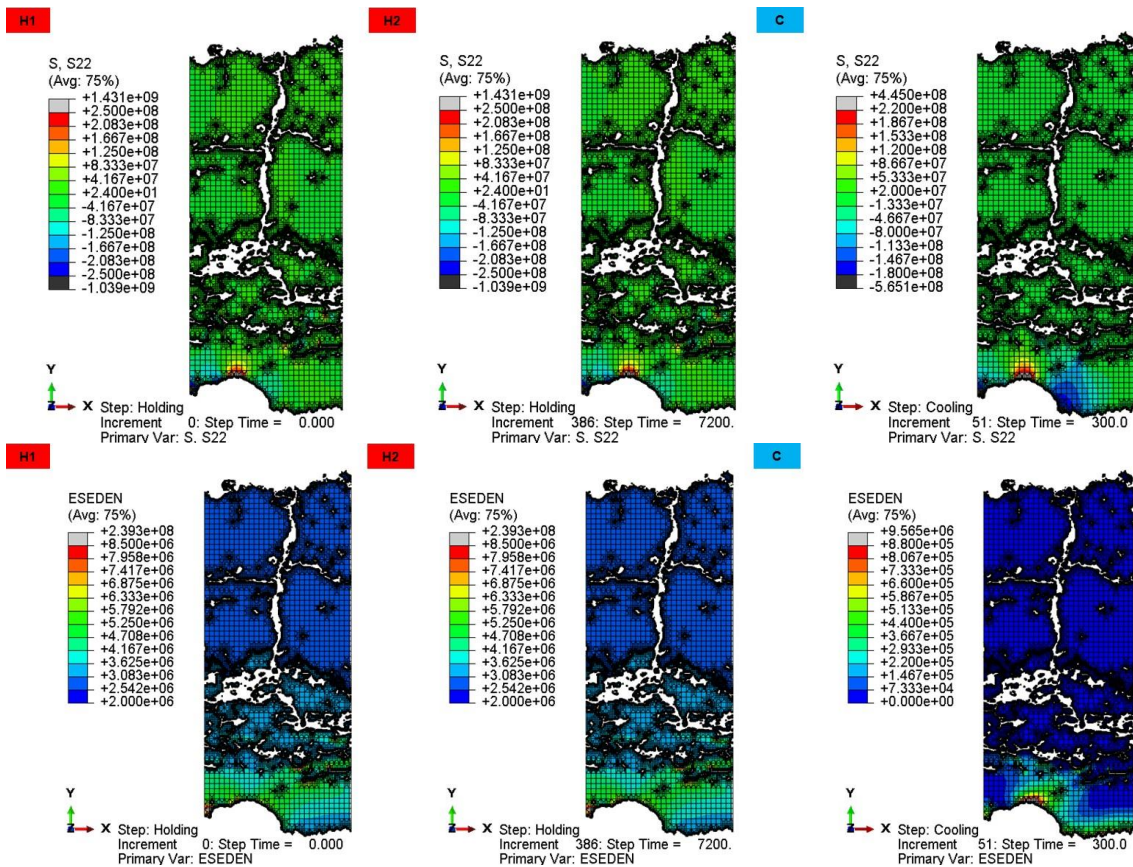 H1
S, S22
(Avg: 75%)
+1.431e+09
+2.500e+08
+2.083e+08
+1.667e+08
+1.250e+08
+8.333e+07
+4.167e+07
+2.400e+01
-4.167e+07
-8.333e+07
-1.250e+08
-1.667e+08
-2.083e+08
-2.500e+08
-1.039e+09
Y
Z X
Step: Holding
Increment 0: Step Time = 0.000
Primary Var: S. S22
H2
S, S22
(Avg: 75%)
+1.431e+09
+2.500e+08
+2.083e+08
+1.667e+08
+1.250e+08
+8.333e+07
+4.167e+07
+2.400e+01
-4.167e+07
-8.333e+07
-1.250e+08
-1.667e+08
-2.083e+08
-2.500e+08
-1.039e+09
Y
Z X
Step: Holding
Increment 386: Step Time = 7200.
Primary Var: S. S22
C
S, S22
(Avg: 75%)
+4.450e+08
+2.200e+08
+1.867e+08
+1.533e+08
+1.200e+08
+8.667e+07
+5.333e+07
+2.000e+07
-1.333e+07
-4.667e+07
-8.000e+07
-1.133e+08
-1.467e+08
-1.800e+08
-5.651e+08
Y
Z X
Step: Cooling
Increment 51: Step Time = 300.0
Primary Var: S. S22
H1
ESEDEN
(Avg: 75%)
+2.393e+08
+8.500e+06
+7.958e+06
+7.417e+06
+6.875e+06
+6.333e+06
+5.792e+06
+5.250e+06
+4.708e+06
+4.167e+06
+3.625e+06
+3.083e+06
+2.542e+06
+2.000e+06
Y
Z X
Step: Holding
Increment 0: Step Time = 0.000
Primary Var: ESEDEN
H2
ESEDEN
(Avg: 75%)
+2.393e+08
+8.500e+06
+7.958e+06
+7.417e+06
+6.875e+06
+6.333e+06
+5.792e+06
+5.250e+06
+4.708e+06
+4.167e+06
+3.625e+06
+3.083e+06
+2.542e+06
+2.000e+06
Y
Z X
Step: Holding
Increment 386: Step Time = 7200.
Primary Var: ESEDEN
C
ESEDEN
(Avg: 75%)
+9.565e+06
+8.800e+05
+8.067e+05
+7.333e+05
+6.600e+05
+5.867e+05
+5.133e+05
+4.400e+05
+3.667e+05
+2.933e+05
+2.200e+05
+1.467e+05
+7.333e+04
+0.000e+00
Y
Z X
Step: Cooling
Increment 51: Step Time = 300.0
Primary Var: ESEDEN